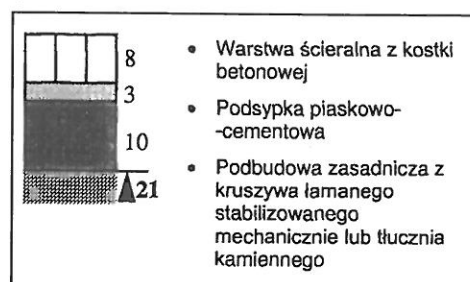 8
3
10
21
• Warstwa ścieralna z kostki
betonowej
• Podsypka piaskowo-
-cementowa
• Podbudowa zasadnicza z
kruszywa łamanego
stabilizowanego
mechanicznie lub tłucznia
kamiennego